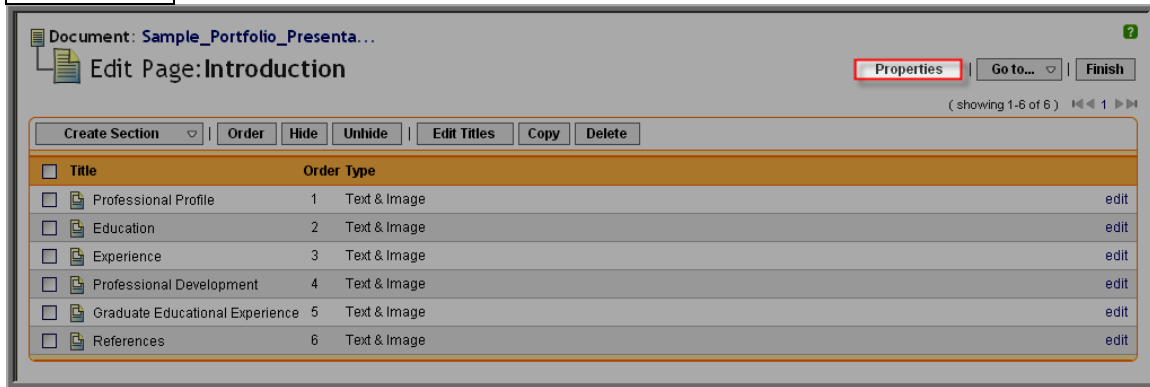 Document: Sample_Portfolio_Presenta... ?
Edit Page:Introduction
Properties | Go to... | Finish
( showing 1-6 of 6 ) 1
Create Section | Order Hide Unhide | Edit Titles Copy Delete
Title Order Type
Professional Profile 1 Text & Image edit
Education 2 Text & Image edit
Experience 3 Text & Image edit
Professional Development 4 Text & Image edit
Graduate Educational Experience 5 Text & Image edit
References 6 Text & Image edit